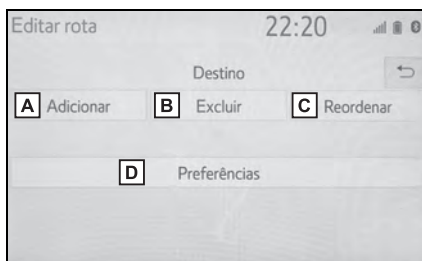 Editar rota 22:20
Destino
A Adicionar B Excluir C Reordenar
D Preferências